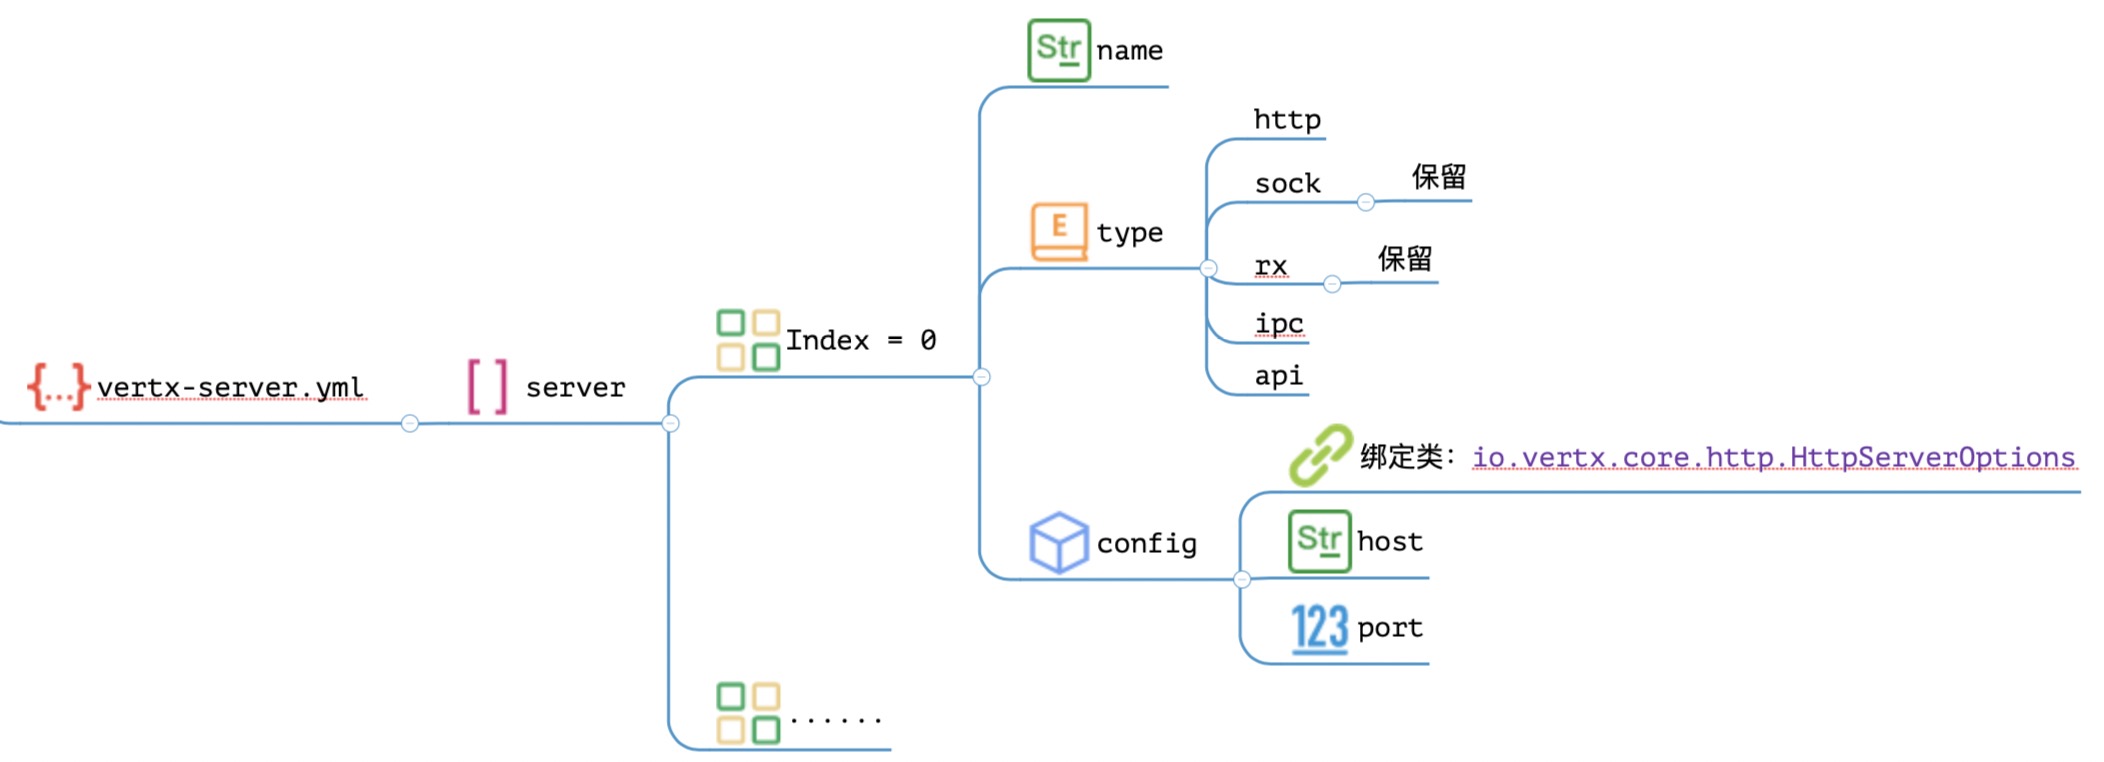 Str name
http
sock
保留
E type
rx
保留
ipc
api
Index = 0
{...} vertx-server.yml
[ ] server
绑定类: io.vertx.core.http.HttpServerOptions
config
Str host
123 port
......